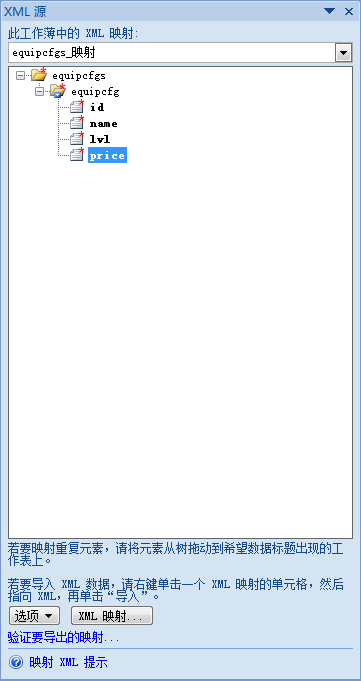 XML 源
此工作薄中的 XML 映射:
equipcfgs_映射
equipcfgs
equipcfg
id
name
lvl
price
若要映射重复元素，请将元素从树拖动到希望数据标题出现的工
作表上。
若要导入 XML 数据，请右键单击一个 XML 映射的单元格，然后
指向 XML，再单击“导入”。
选项
XML 映射...
验证要导出的映射...
映射 XML 提示